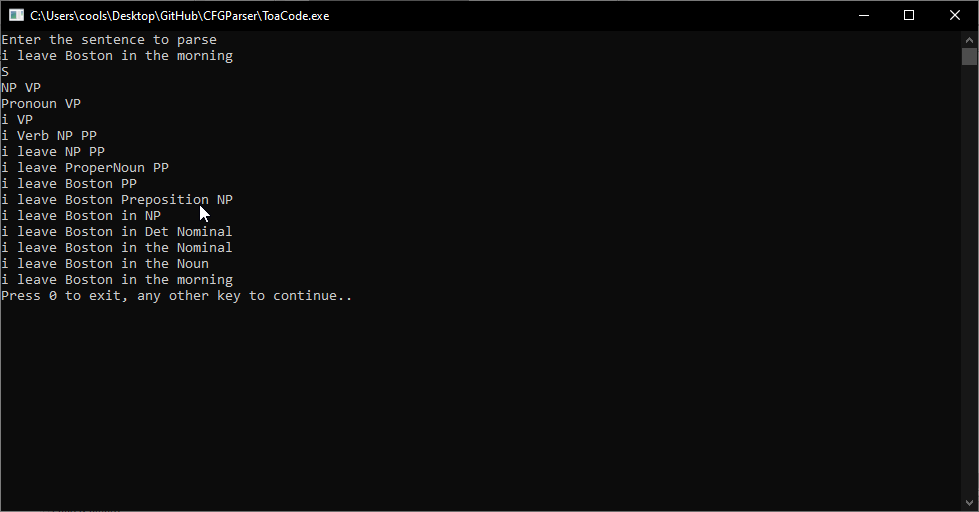 C:\Users\cools\Desktop\GitHub\CFGParser\ToaCode.exe
Enter the sentence to parse
i leave Boston in the morning
S
NP VP
Pronoun VP
i VP
i Verb NP PP
i leave NP PP
i leave ProperNoun PP
i leave Boston PP
i leave Boston Preposition NP
i leave Boston in NP
i leave Boston in Det Nominal
i leave Boston in the Nominal
i leave Boston in the Noun
i leave Boston in the morning
Press 0 to exit, any other key to continue..